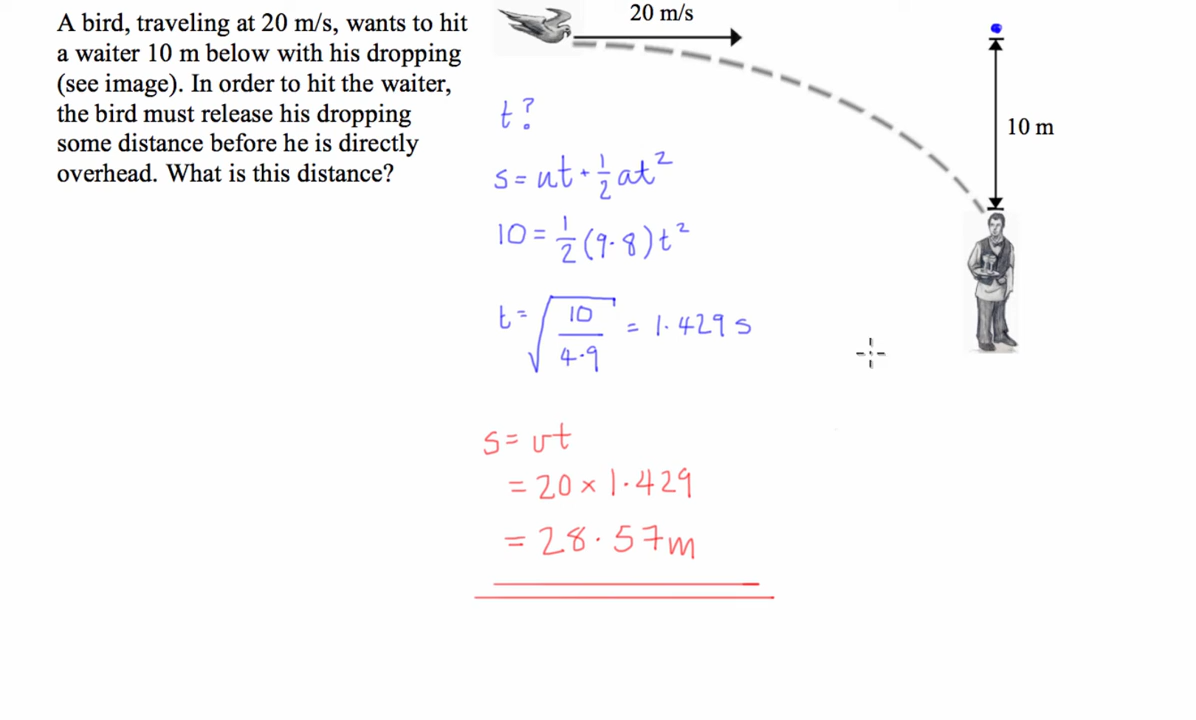 A bird, traveling at 20 m/s, wants to hit
a waiter 10 m below with his dropping
(see image). In order to hit the waiter,
the bird must release his dropping
some distance before he is directly
overhead. What is this distance?
20 m/s
10 m
t?
s = ut + 1/2 at²
10 = 1/2 (9.8) t²
t = √(10/4.9) = 1.429 s
s = vt
= 20 × 1.429
= 28.57m